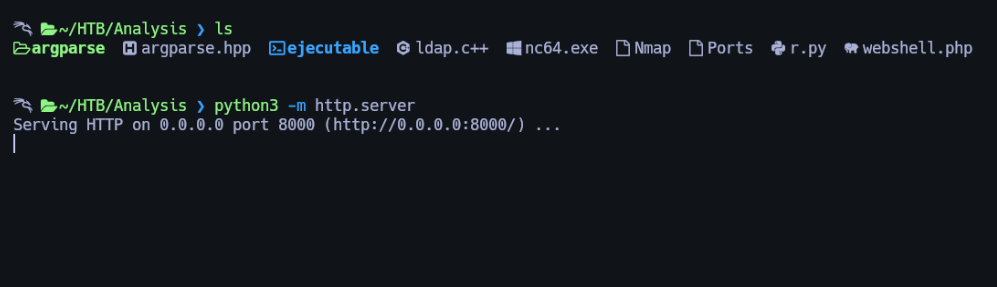 ~/HTB/Analysis ❯ ls
argparse argparse.hpp ejecutable ldap.c++ nc64.exe Nmap Ports r.py webshell.php
~/HTB/Analysis ❯ python3 -m http.server
Serving HTTP on 0.0.0.0 port 8000 (http://0.0.0.0:8000/) ...